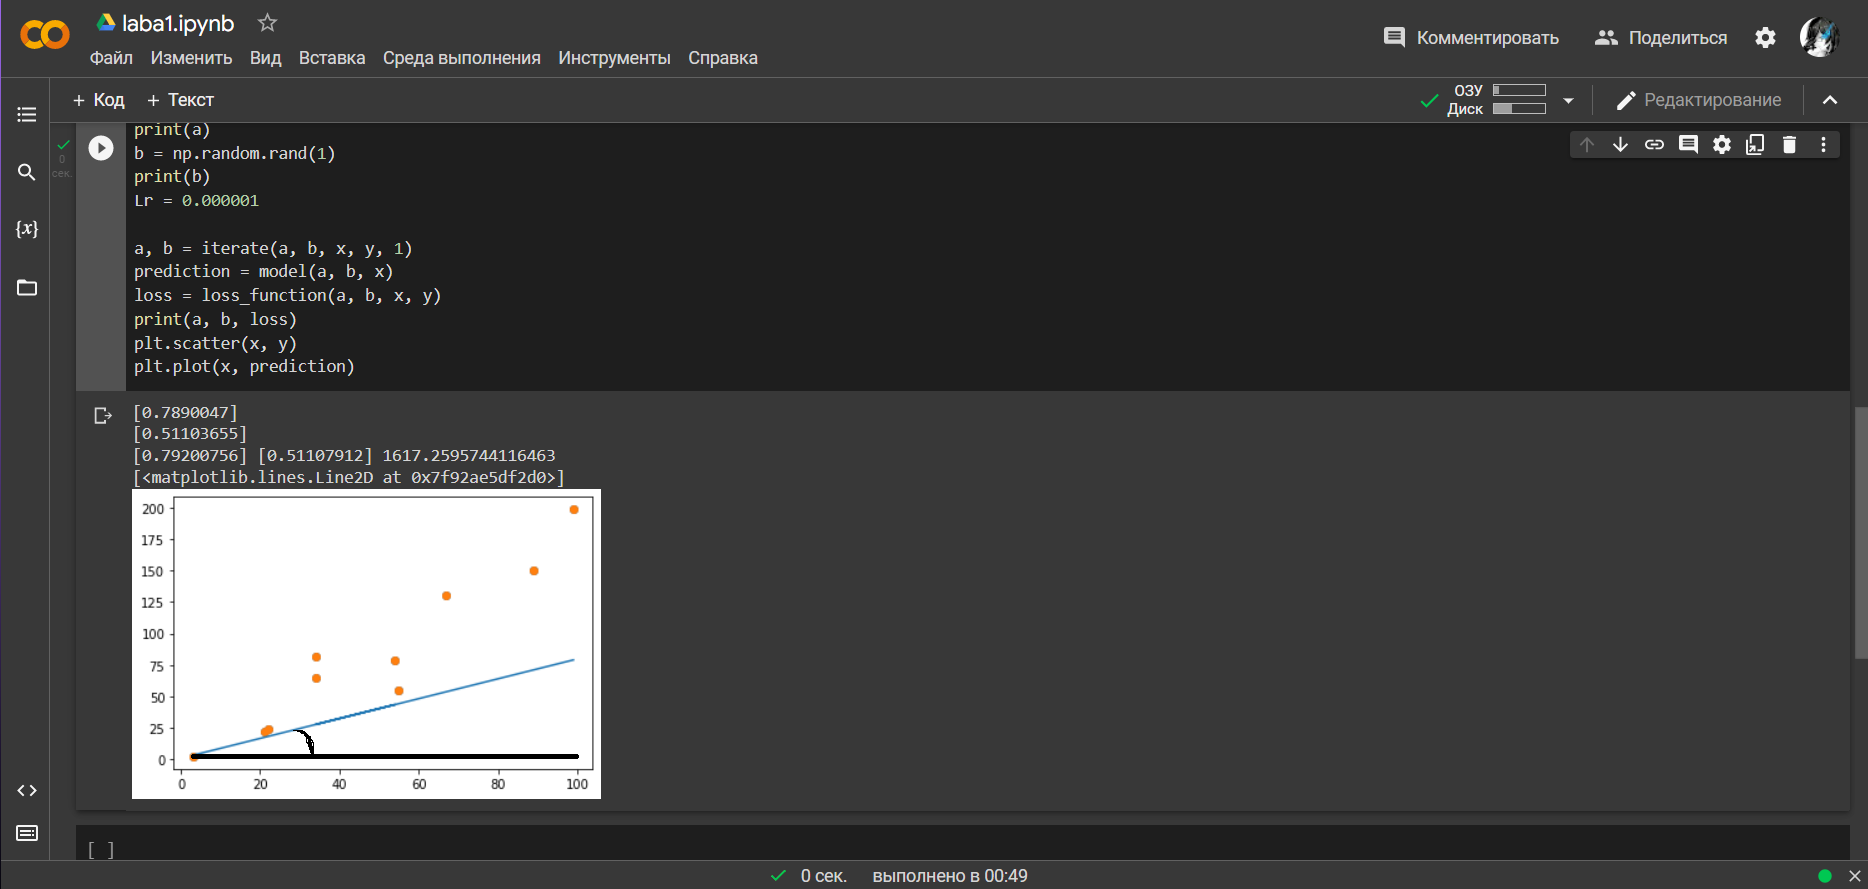 laba1.ipynb
Файл Изменить Вид Вставка Среда выполнения Инструменты Справка
Комментировать Поделиться
+ Код + Текст
ОЗУ
Диск
Редактирование
0
сек.
print(a)
b = np.random.rand(1)
print(b)
Lr = 0.000001
a, b = iterate(a, b, x, y, 1)
prediction = model(a, b, x)
loss = loss_function(a, b, x, y)
print(a, b, loss)
plt.scatter(x, y)
plt.plot(x, prediction)
{x}
[0.7890047]
[0.51103655]
[0.79200756] [0.51107912] 1617.2595744116463
[<matplotlib.lines.Line2D at 0x7f92ae5df2d0>]
200
175
150
125
100
75
50
25
0
0 20 40 60 80 100
[ ]
0 сек. выполнено в 00:49